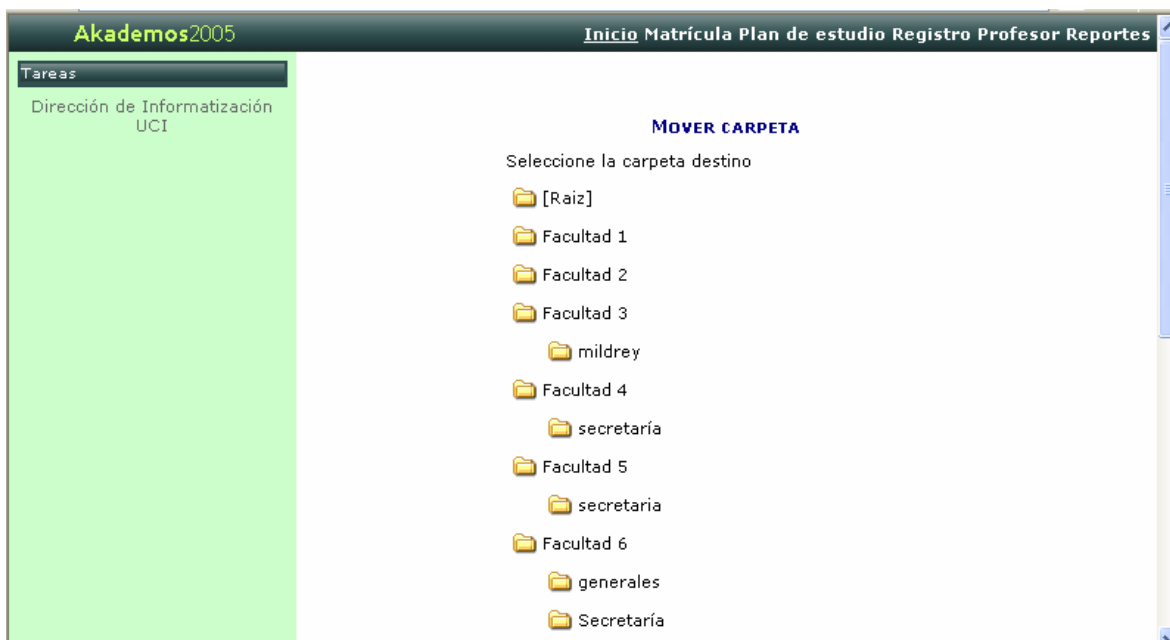 Akademos2005
Inicio Matrícula Plan de estudio Registro Profesor Reportes
Tareas
Dirección de Informatización
UCI
MOVER CARPETA
Seleccione la carpeta destino
[Raiz]
Facultad 1
Facultad 2
Facultad 3
mildrey
Facultad 4
secretaría
Facultad 5
secretaria
Facultad 6
generales
Secretaría